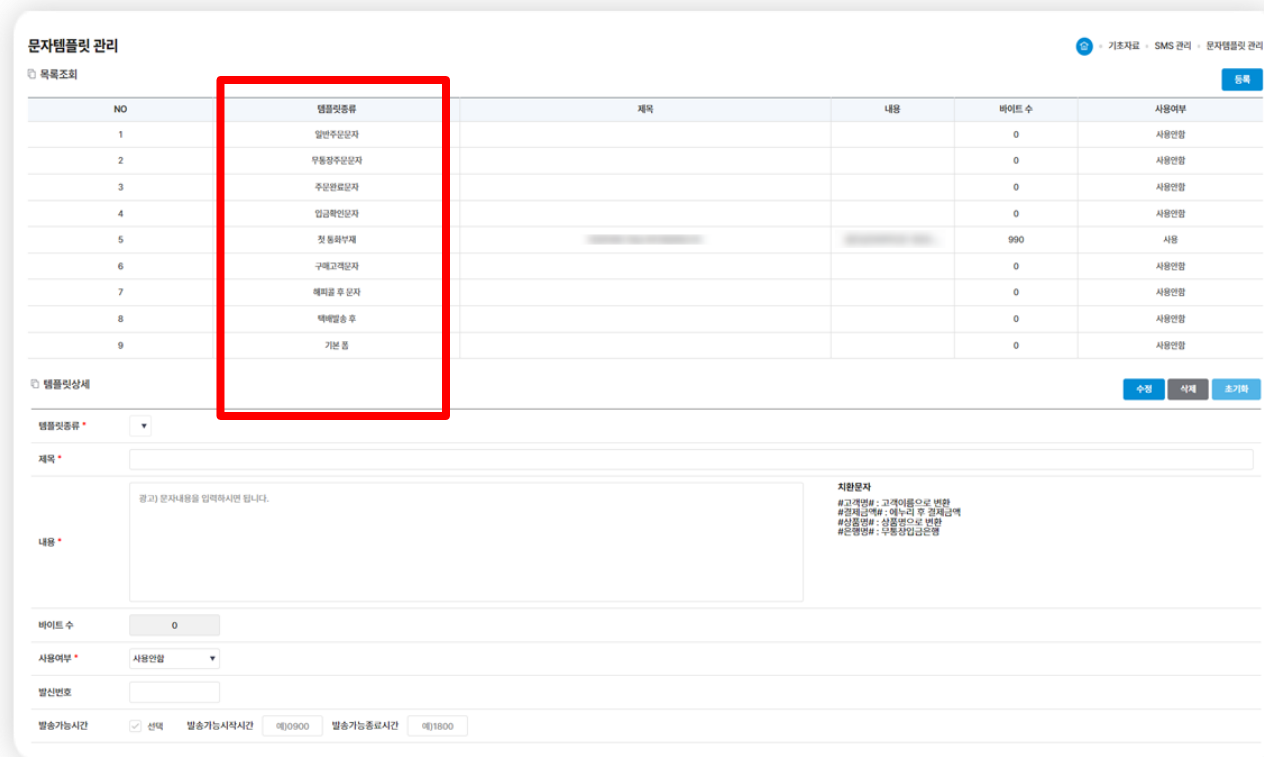 문자템플릿 관리
기초자료 SMS 관리 문자템플릿 관리
목록조회
등록
NO 템플릿종류 제목 내용 바이트 수 사용여부
1 일반주문문자 0 사용안함
2 무통장주문문자 0 사용안함
3 주문완료문자 0 사용안함
4 입금확인문자 0 사용안함
5 첫 통화부재 990 사용
6 구매고객문자 0 사용안함
7 해피콜 후 문자 0 사용안함
8 택배발송 후 0 사용안함
9 기본 폼 0 사용안함
템플릿상세
수정 삭제 초기화
템플릿종류 *
제목 *
내용 *
광고) 문자내용을 입력하시면 됩니다.
치환문자
#고객명# : 고객이름으로 변환
#결제금액# : 에누리 후 결제금액
#상품명# : 상품명으로 변환
#은행명# : 무통장입금은행
바이트 수 0
사용여부 * 사용안함
발신번호
발송가능시간 선택 발송가능시작시간 예)0900 발송가능종료시간 예)1800